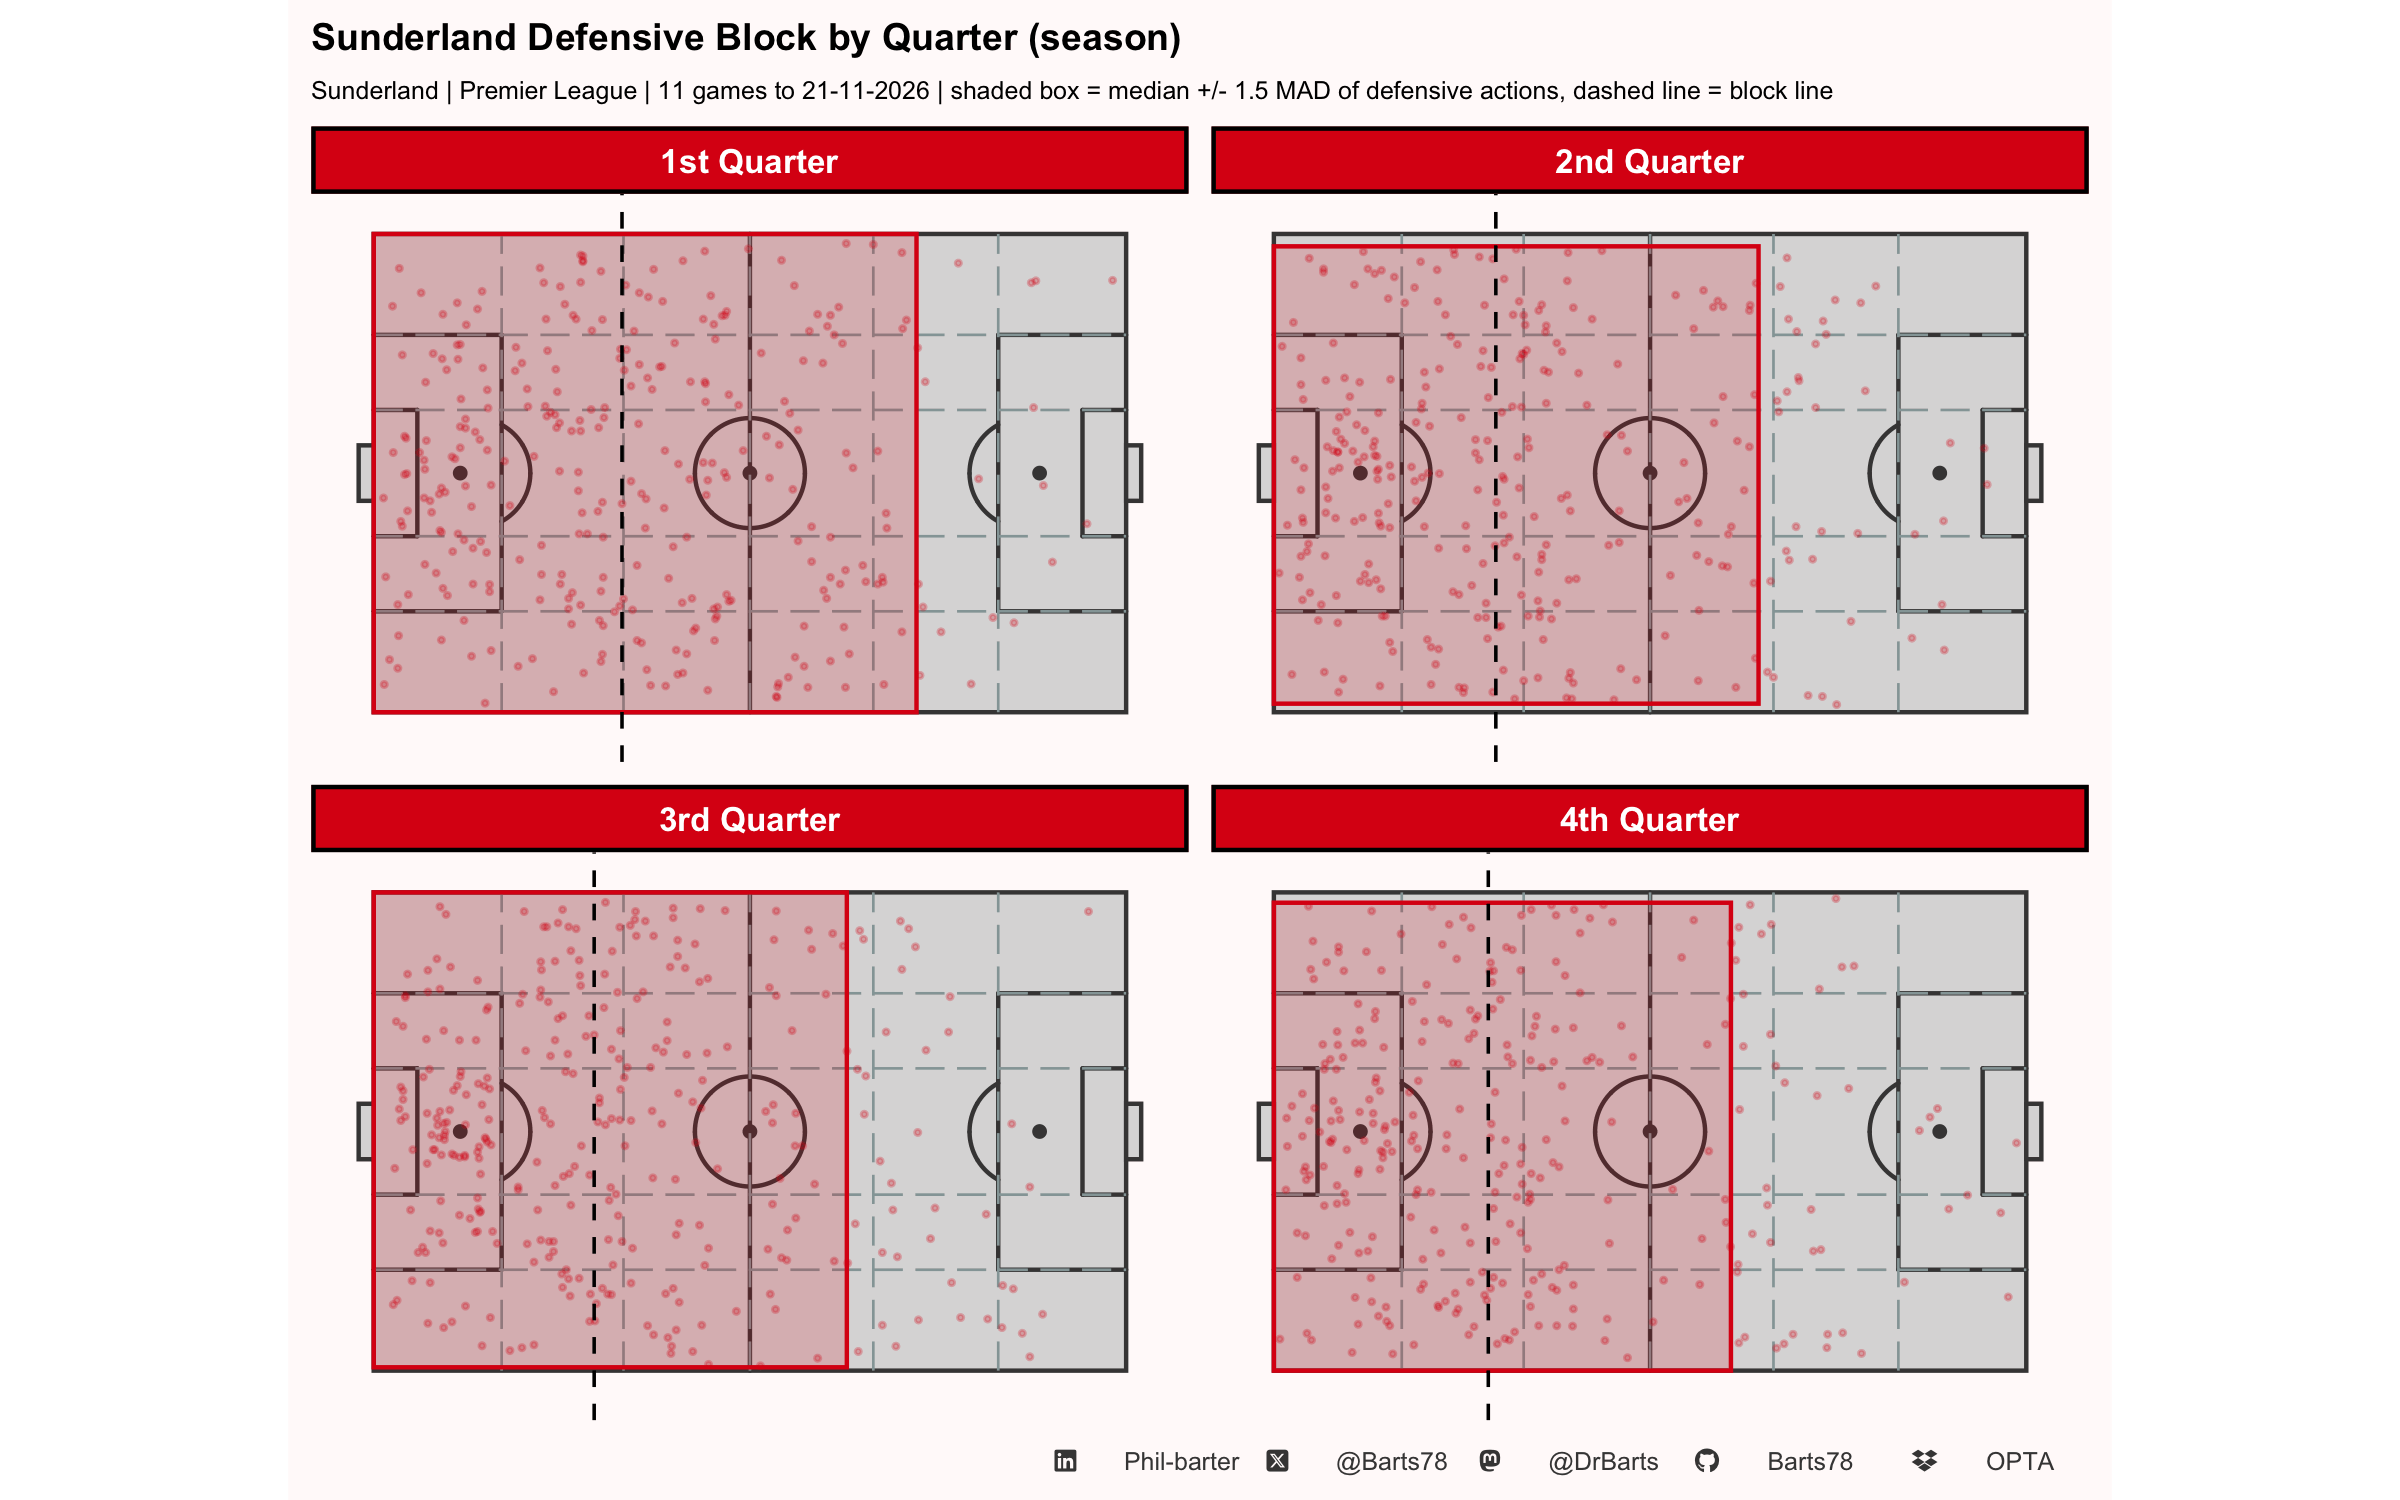 Sunderland Defensive Block by Quarter (season)
Sunderland | Premier League | 11 games to 21-11-2026 | shaded box = median +/- 1.5 MAD of defensive actions, dashed line = block line
1st Quarter
2nd Quarter
3rd Quarter
4th Quarter
Phil-barter @Barts78 @DrBarts Barts78 OPTA